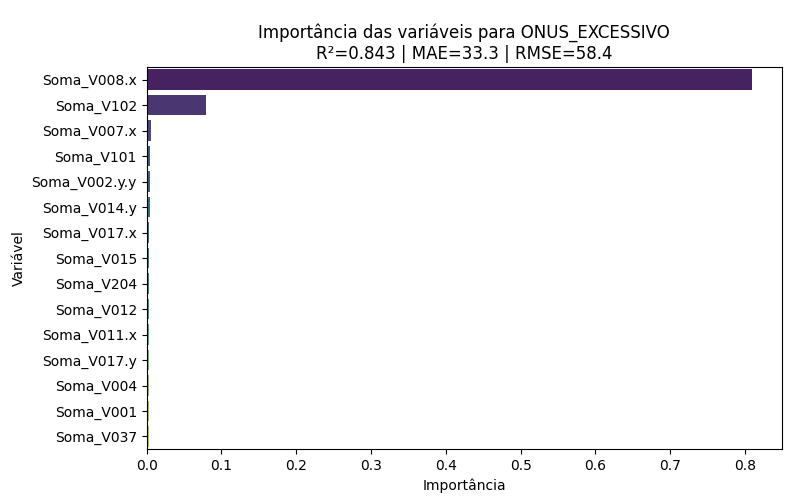 Importância das variáveis para ONUS_EXCESSIVO
R²=0.843 | MAE=33.3 | RMSE=58.4
Variável
Soma_V008.x
Soma_V102
Soma_V007.x
Soma_V101
Soma_V002.y.y
Soma_V014.y
Soma_V017.x
Soma_V015
Soma_V204
Soma_V012
Soma_V011.x
Soma_V017.y
Soma_V004
Soma_V001
Soma_V037
0.0 0.1 0.2 0.3 0.4 0.5 0.6 0.7 0.8
Importância